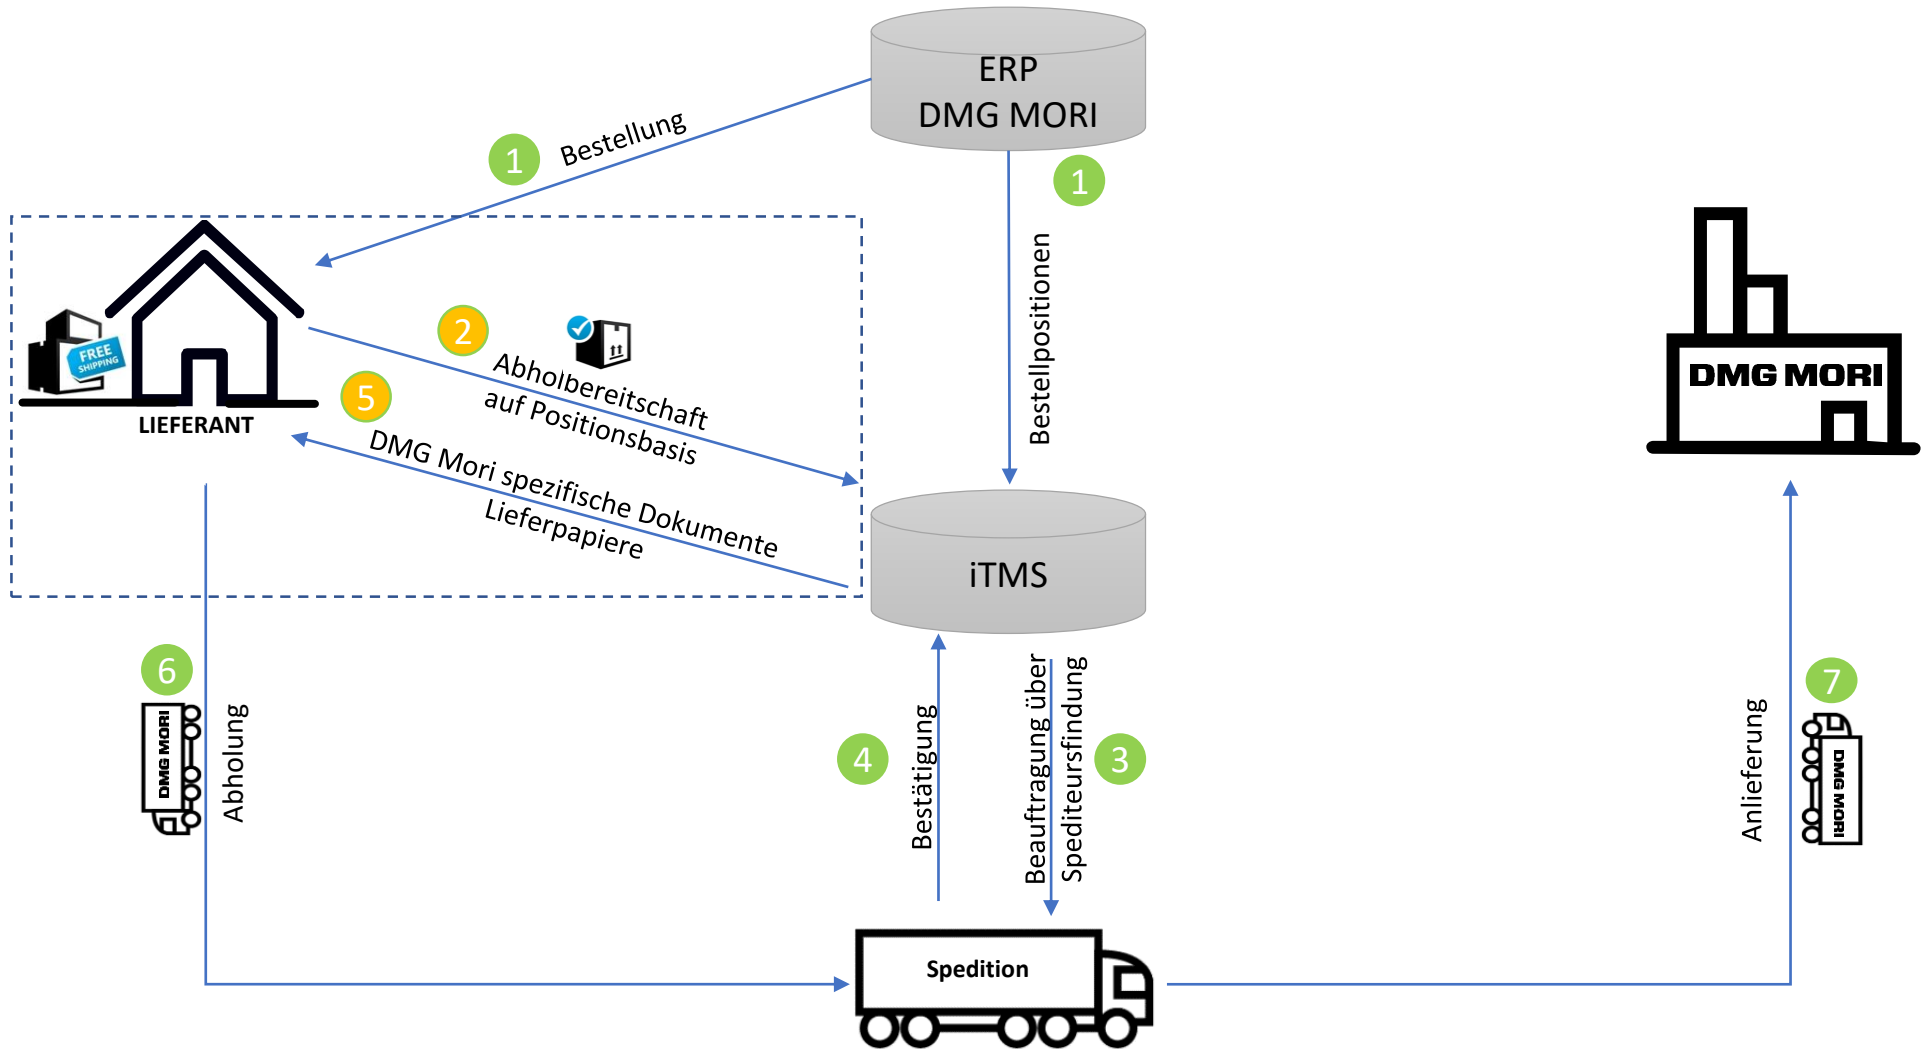 ERP
DMG MORI
1
Bestellung
1
Bestellpositionen
FREE
SHIPPING
LIEFERANT
2
Abholbereitschaft
auf Positionsbasis
5
DMG Mori spezifische Dokumente
Lieferpapiere
DMG MORI
iTMS
6
DMG MORI
Abholung
4
Bestätigung
Beauftragung über
Spediteursfindung
3
Anlieferung
7
DMG MORI
Spedition